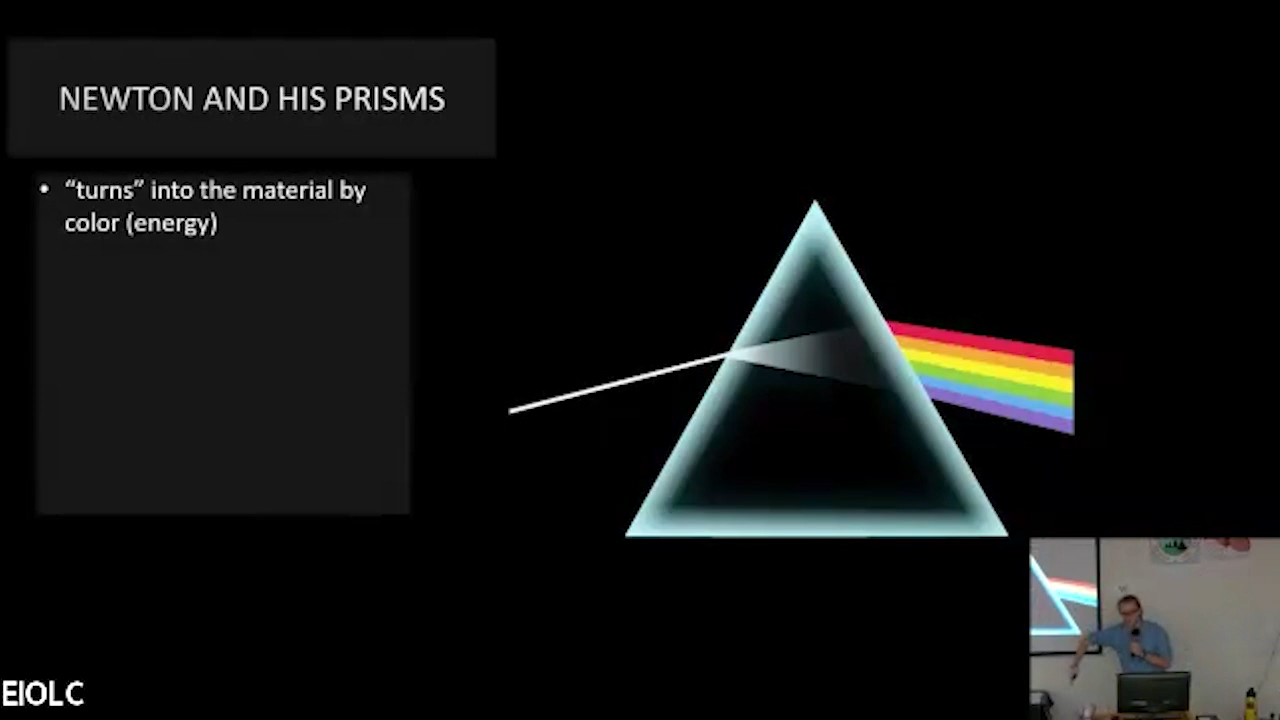 NEWTON AND HIS PRISMS
• “turns” into the material by
color (energy)
EIOLC